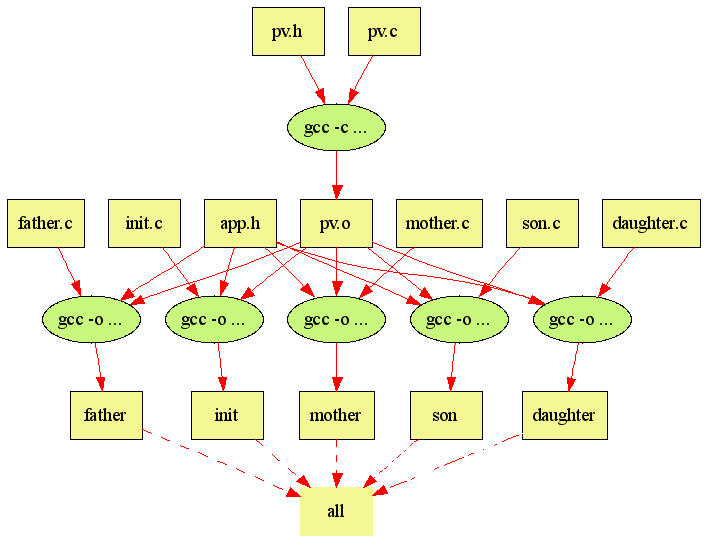 pv.h
pv.c
gcc -c ...
father.c
init.c
app.h
pv.o
mother.c
son.c
daughter.c
gcc -o ...
gcc -o ...
gcc -o ...
gcc -o ...
gcc -o ...
father
init
mother
son
daughter
all